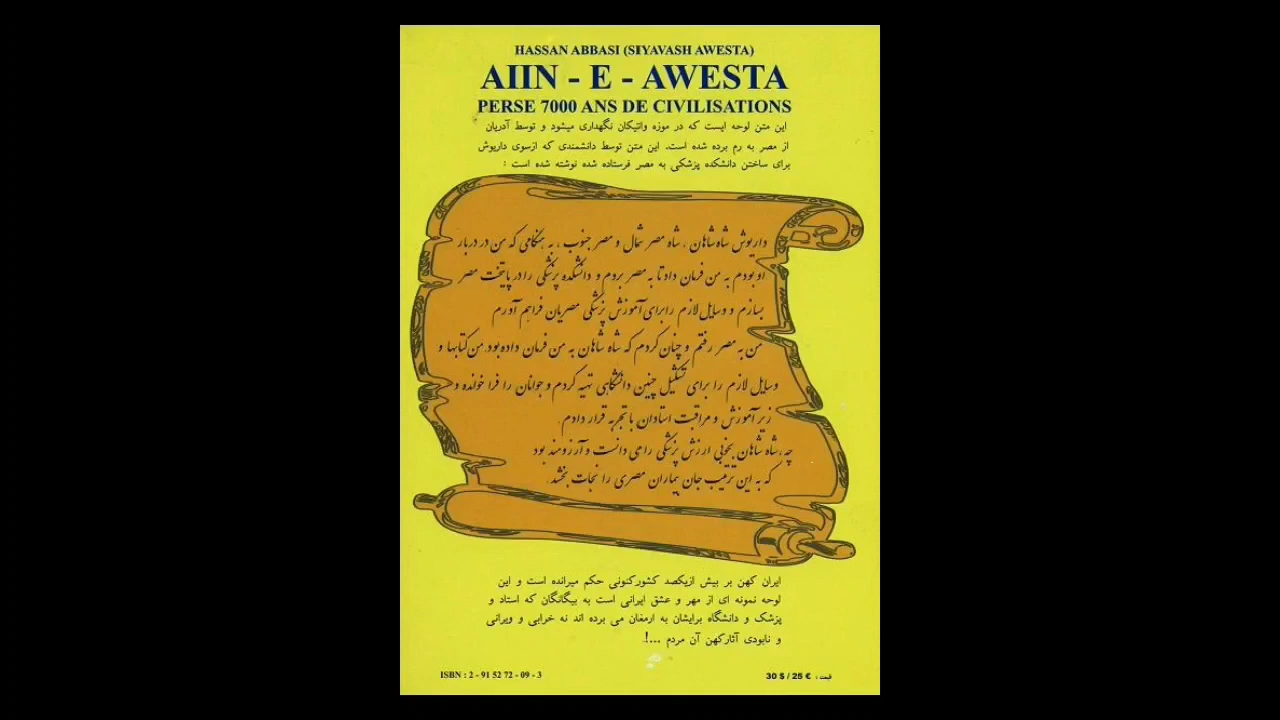 HASSAN ABBASI (SIYAVASH AWESTA)
AIIN - E - AWESTA
PERSE 7000 ANS DE CIVILISATIONS
این متن لوحه ایست که در موزه واتیکان نگهداری میشود و توسط آدریان
از مصر به رم برده شده است. این متن توسط دانشمندی که ازسوی داریوش
برای ساختن دانشکده پزشکی به مصر فرستاده شده نوشته شده است :
داریوش شاه شاهان ، شاه مصر شمال و مصر جنوب ، به هنگامی که من در دربار
او بودم به من فرمان داد تا به مصر بروم و دانشکده پزشکی را در پایتخت مصر
بسازم و وسایل لازم را برای آموزش پزشکی مصریان فراهم آورم
من به مصر رفتم و چنان کردم که شاه شاهان به من فرمان داده بود. من کتابها و
وسایل لازم را برای تشکیل چنین دانشگاهی تهیه کردم و جوانان را فرا خوانده و
زیر آموزش و مراقبت استادان با تجربه قرار دادم.
چه، شاه شاهان بخوبی ارزش پزشکی را می دانست و آرزومند بود
که به این ترتیب جان بیماران مصری را نجات بخشد.
ایران کهن بر بیش ازیکصد کشورکنونی حکم میرانده است و این
لوحه نمونه ای از مهر و عشق ایرانی است به بیگانگان که استاد و
پزشک و دانشگاه برایشان به ارمغان می برده اند نه خرابی و ویرانی
و نابودی آثارکهن آن مردم ...!
ISBN : 2 - 91 52 72 - 09 - 3
قیمت : 30 $ / 25 €